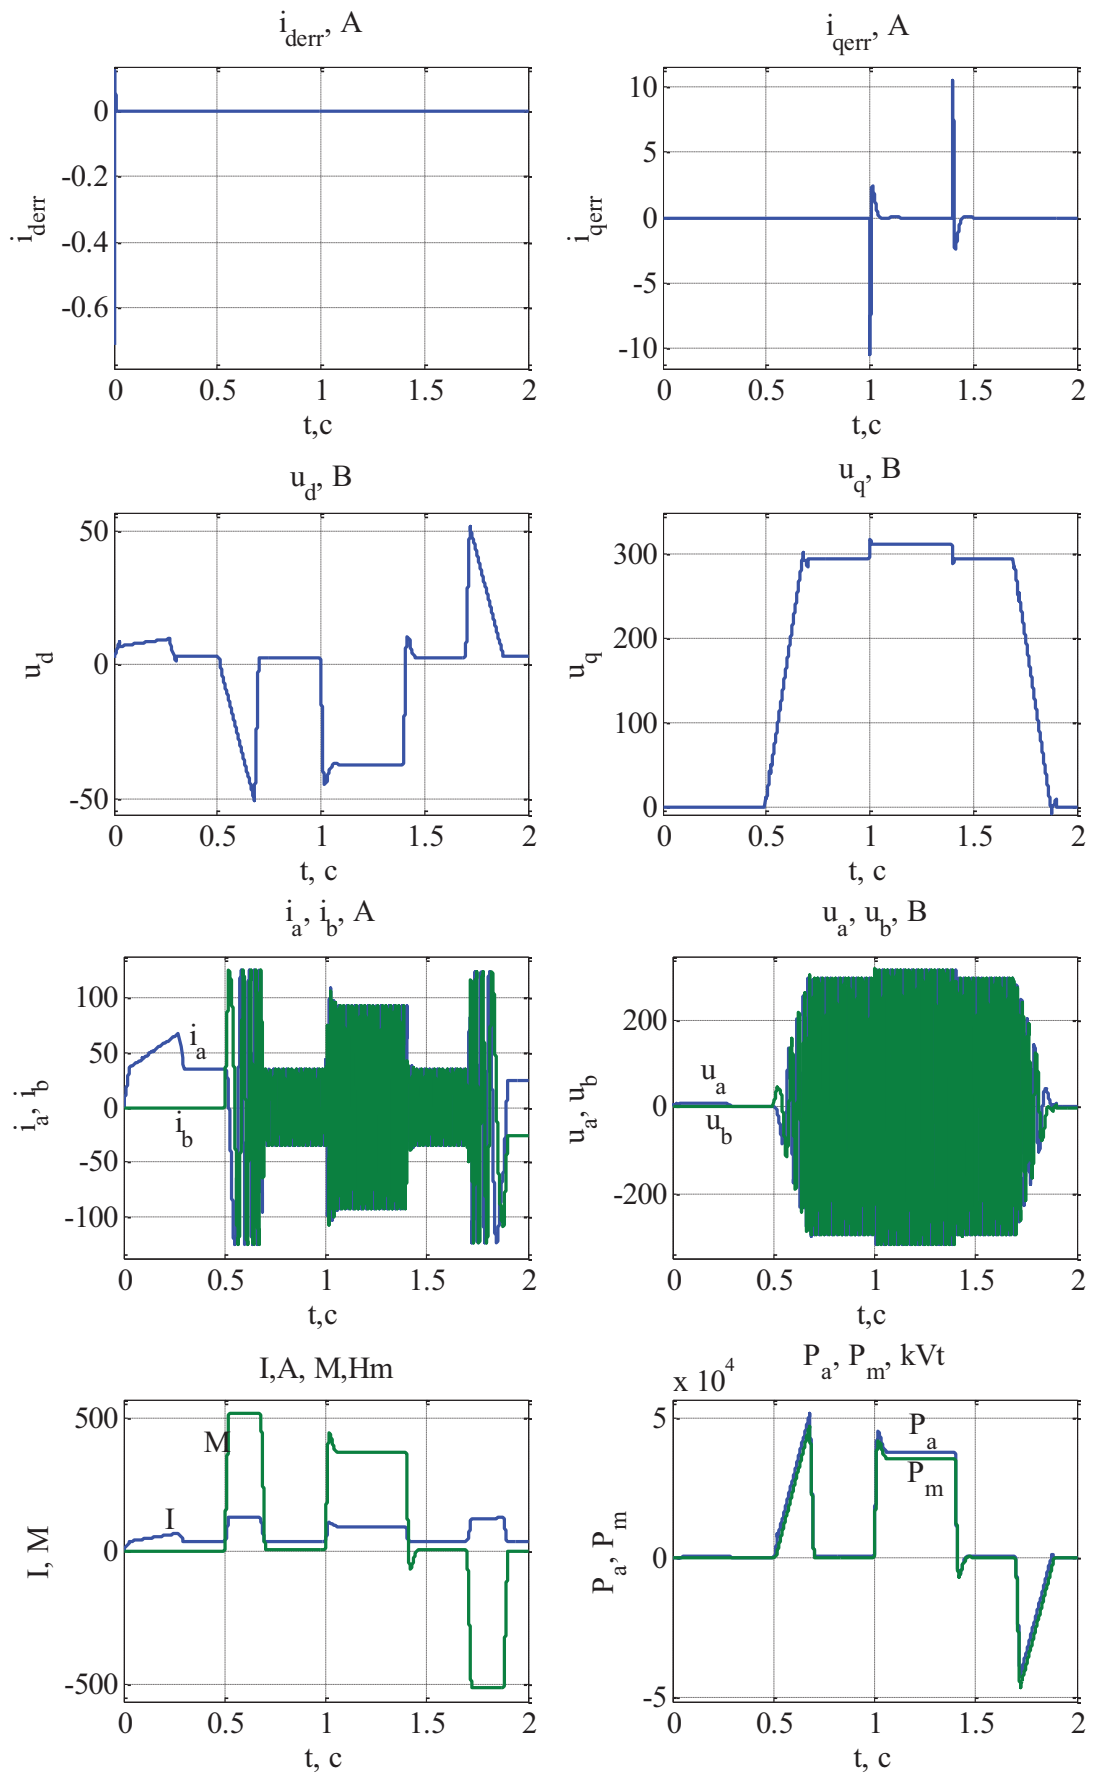 i_derr, A
i_derr
0
-0.2
-0.4
-0.6
0 0.5 1 1.5 2
t,c
i_qerr, A
i_qerr
10
5
0
-5
-10
0 0.5 1 1.5 2
t,c
u_d, B
u_d
50
0
-50
0 0.5 1 1.5 2
t, c
u_q, B
u_q
300
200
100
0
0 0.5 1 1.5 2
t, c
i_a, i_b, A
i_a, i_b
100
50
0
-50
-100
i_a
i_b
0 0.5 1 1.5 2
t,c
u_a, u_b, B
u_a, u_b
200
0
-200
u_a
u_b
0 0.5 1 1.5 2
t,c
I,A, M,Hm
I, M
500
0
-500
M
I
0 0.5 1 1.5 2
t, c
P_a, P_m, kVt
x 10^4
P_a, P_m
5
0
-5
P_a
P_m
0 0.5 1 1.5 2
t, c